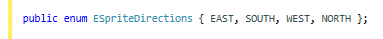 public enum ESpriteDirections { EAST, SOUTH, WEST, NORTH };